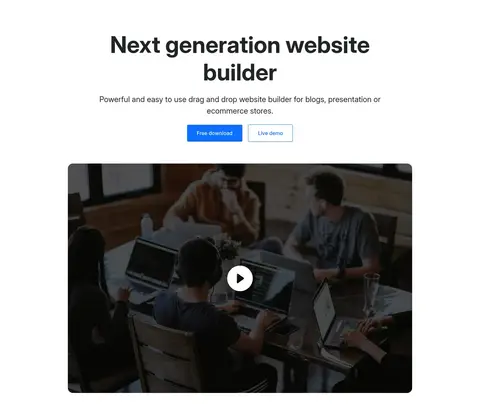 Next generation website
builder
Powerful and easy to use drag and drop website builder for blogs, presentation or
ecommerce stores.
Free download
Live demo